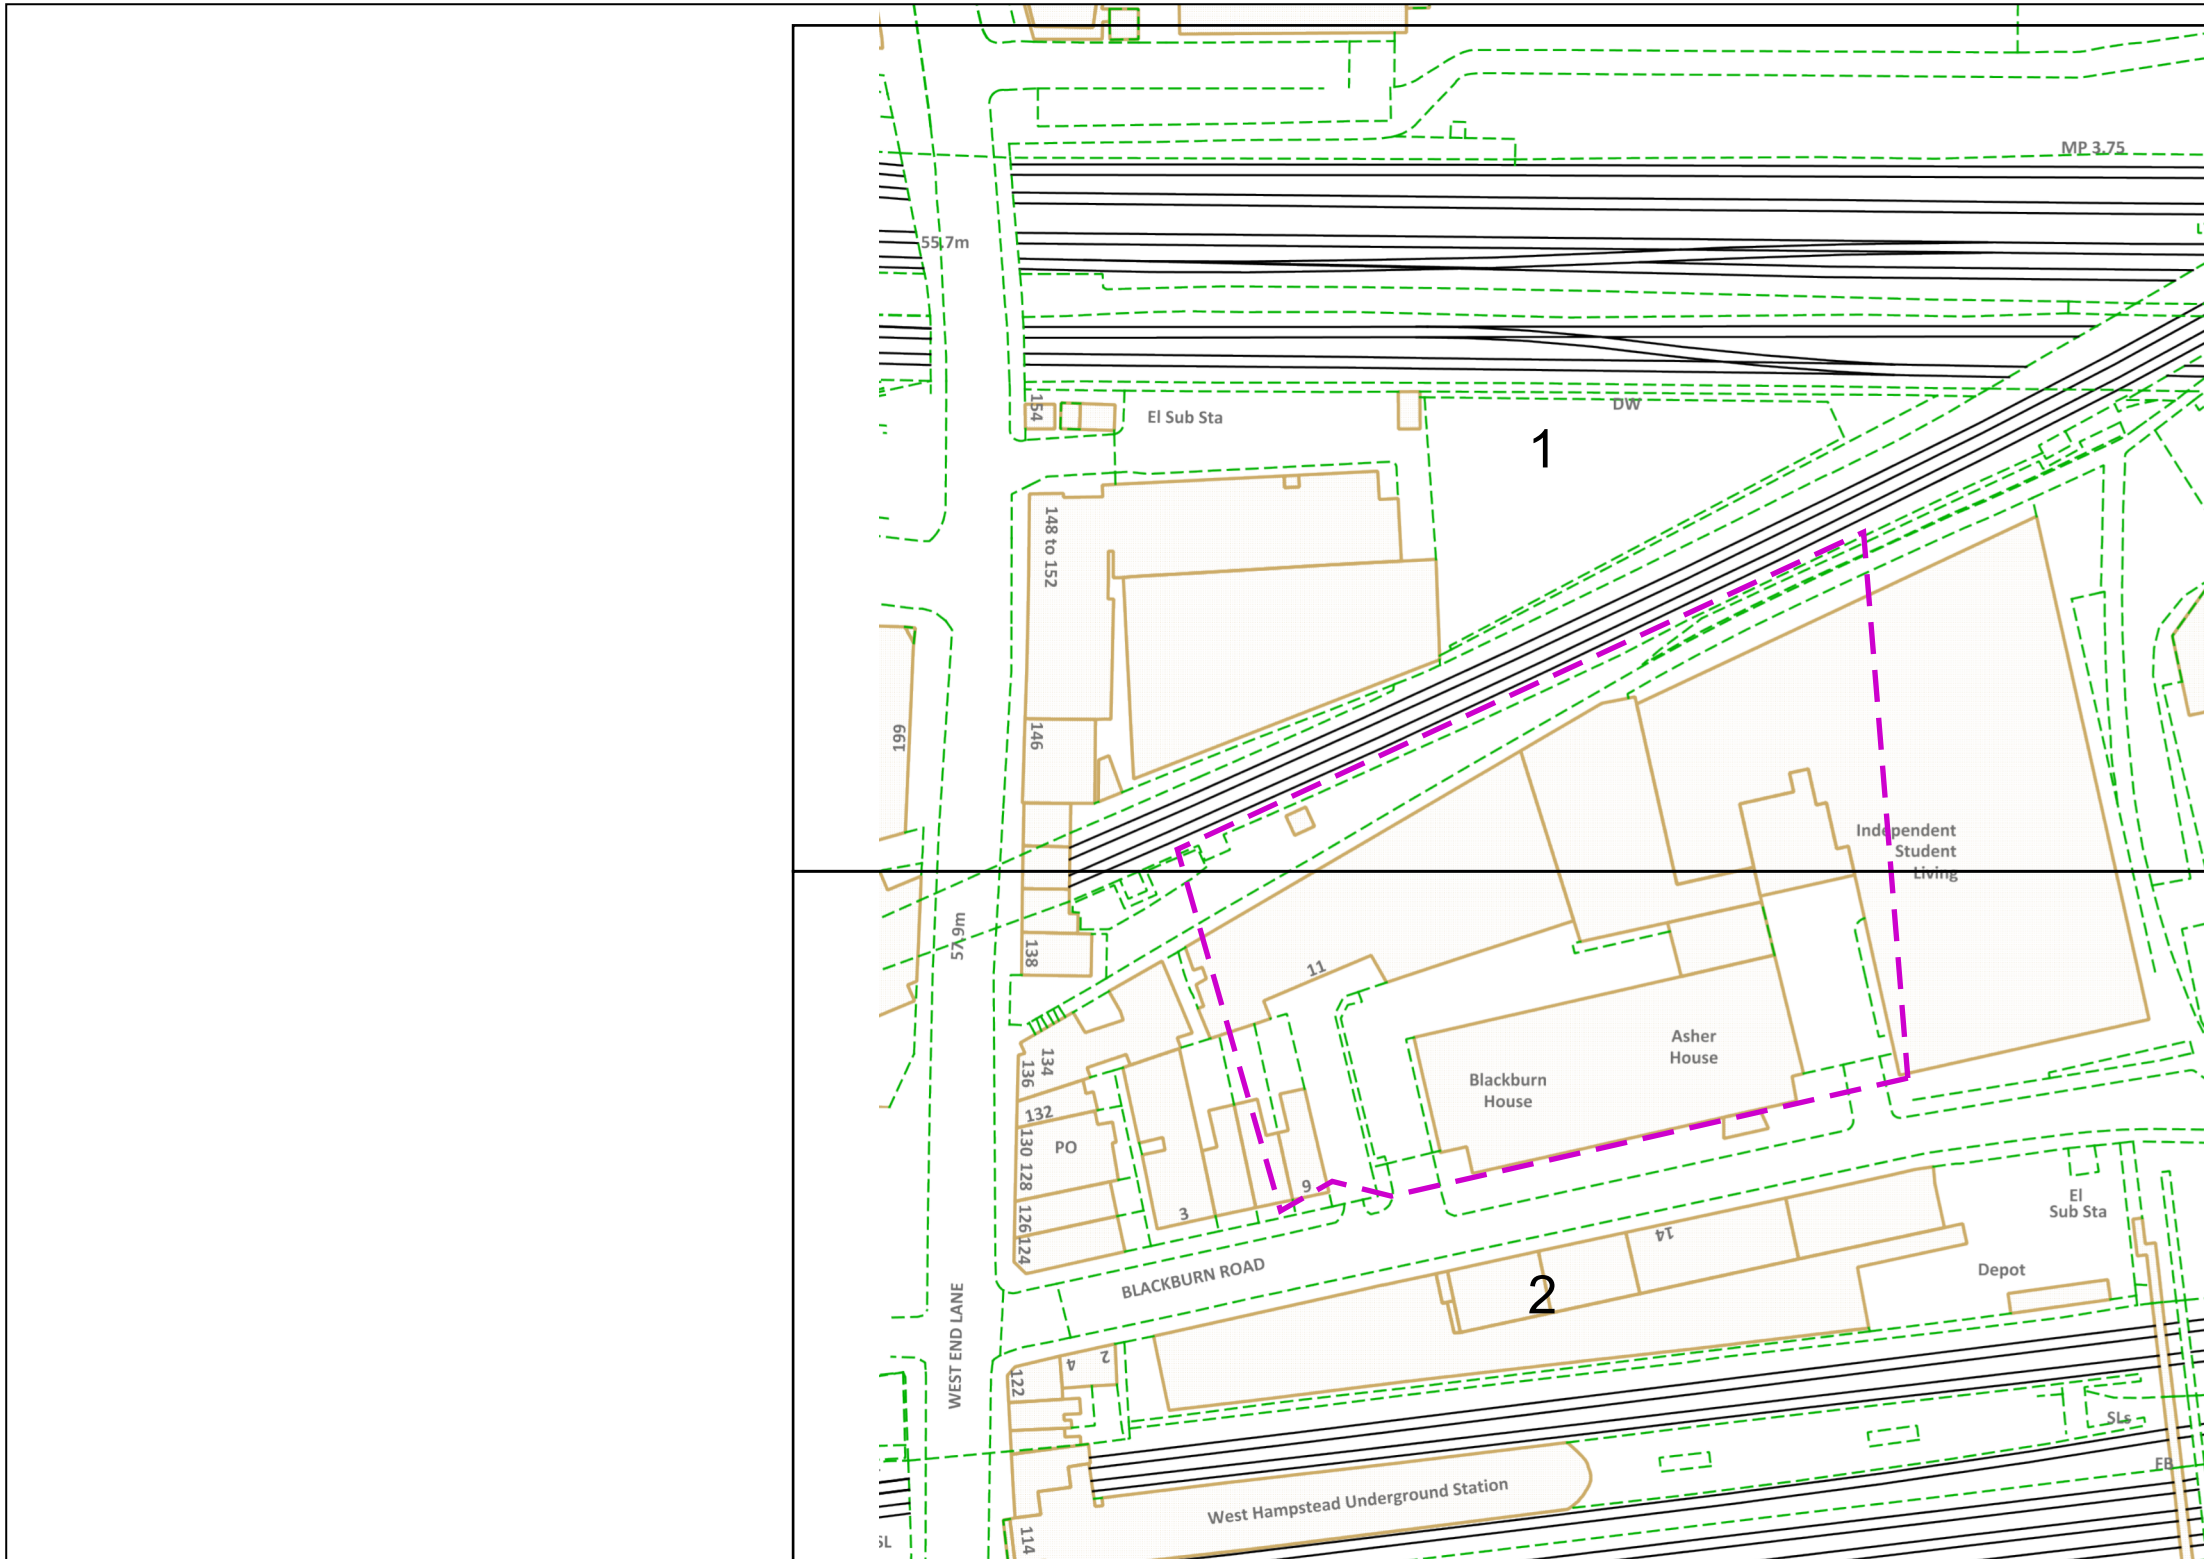 MP 3.75
55.7m
154
El Sub Sta
DW
1
148 to 152
199
146
Independent
Student
Living
57.9m
138
11
134
136
Asher
House
Blackburn
House
132
PO
130
128
9
3
126
124
El
Sub Sta
14
BLACKBURN ROAD
Depot
2
WEST END LANE
4
2
122
SLs
FB
West Hampstead Underground Station
114
SL